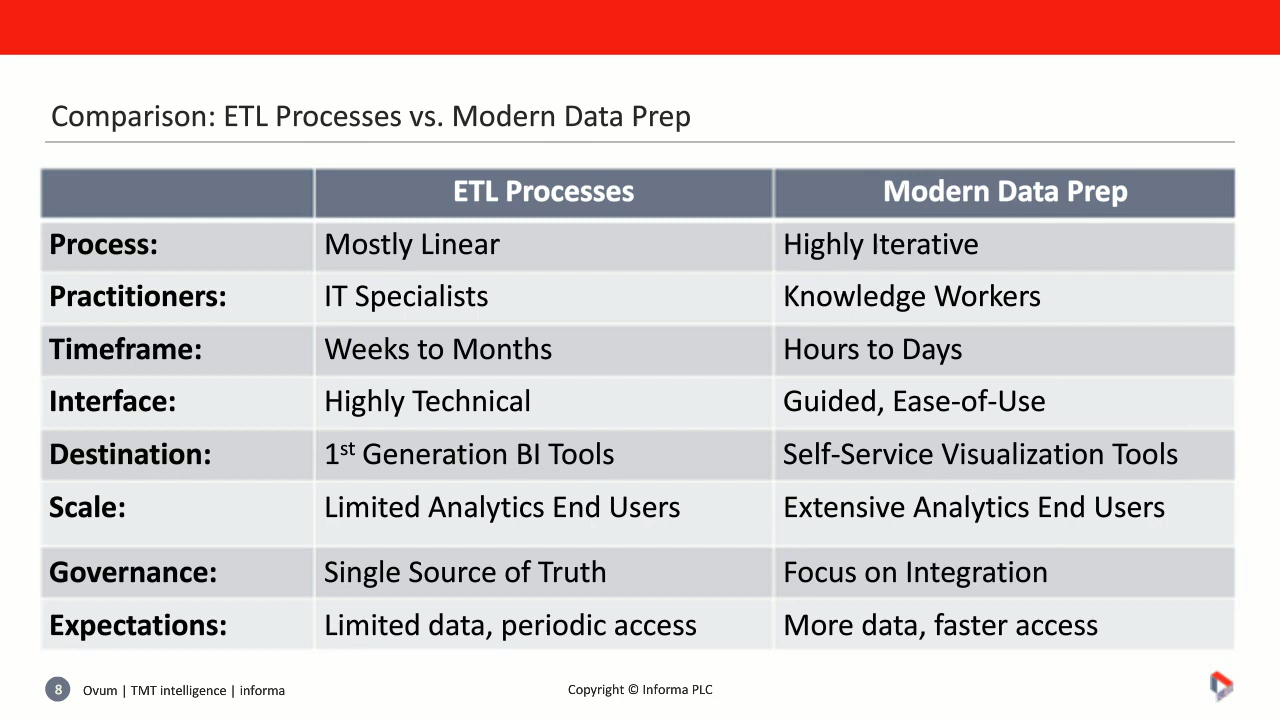 Comparison: ETL Processes vs. Modern Data Prep
ETL Processes Modern Data Prep
Process: Mostly Linear Highly Iterative
Practitioners: IT Specialists Knowledge Workers
Timeframe: Weeks to Months Hours to Days
Interface: Highly Technical Guided, Ease-of-Use
Destination: 1st Generation BI Tools Self-Service Visualization Tools
Scale: Limited Analytics End Users Extensive Analytics End Users
Governance: Single Source of Truth Focus on Integration
Expectations: Limited data, periodic access More data, faster access
8 Ovum | TMT intelligence | informa Copyright © Informa PLC